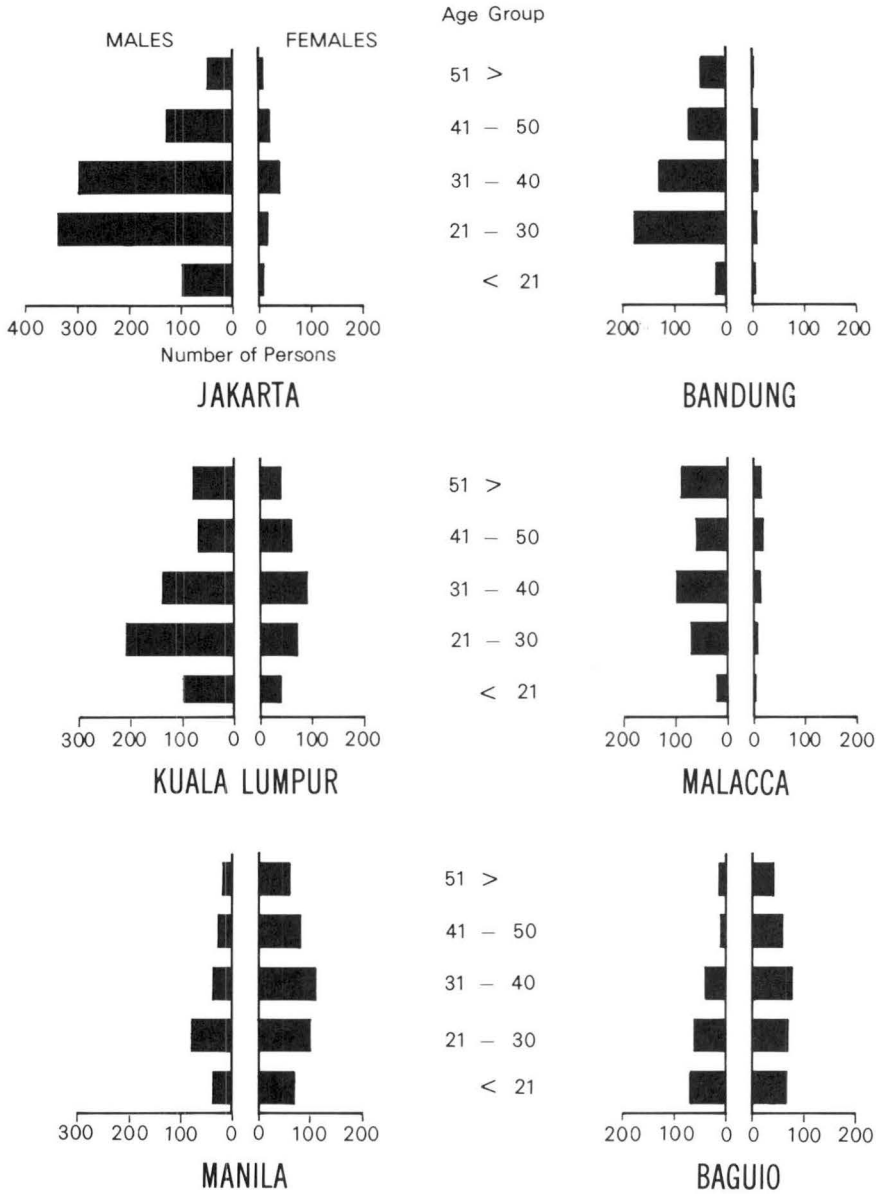 Age Group
MALES FEMALES
51 >
41 – 50
31 – 40
21 – 30
< 21
400 300 200 100 0 0 100 200
200 100 0 0 100 200
Number of Persons
JAKARTA
BANDUNG
51 >
41 – 50
31 – 40
21 – 30
< 21
300 200 100 0 0 100 200
200 100 0 0 100 200
KUALA LUMPUR
MALACCA
51 >
41 – 50
31 – 40
21 – 30
< 21
300 200 100 0 0 100 200
200 100 0 0 100 200
MANILA
BAGUIO